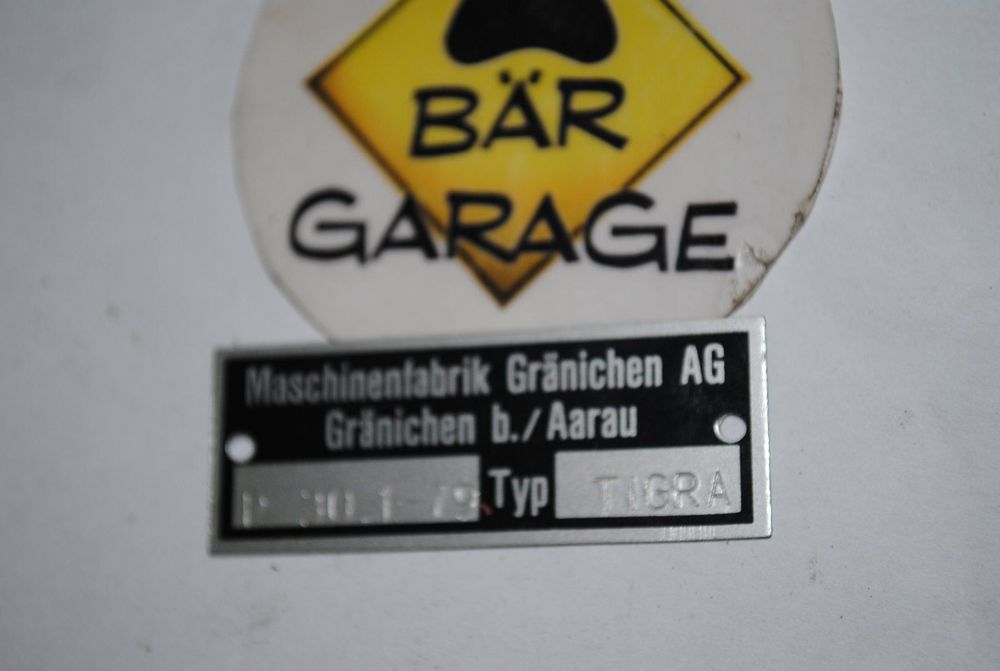 BÄR
GARAGE
Maschinenfabrik Gränichen AG
Gränichen b./Aarau
Typ TIGRA